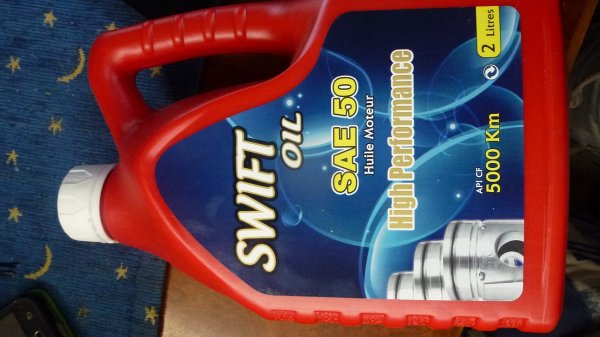 SWIFT
OIL
SAE 50
Huile Moteur
High Performance
API CF
5000 Km
2 Litres